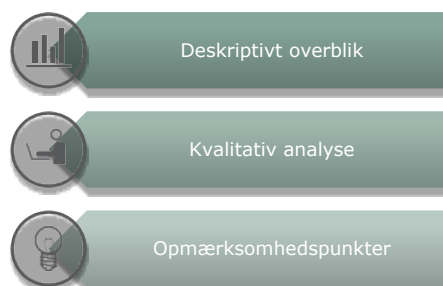 Deskriptivt overblik
Kvalitativ analyse
Opmærksomhedspunkter